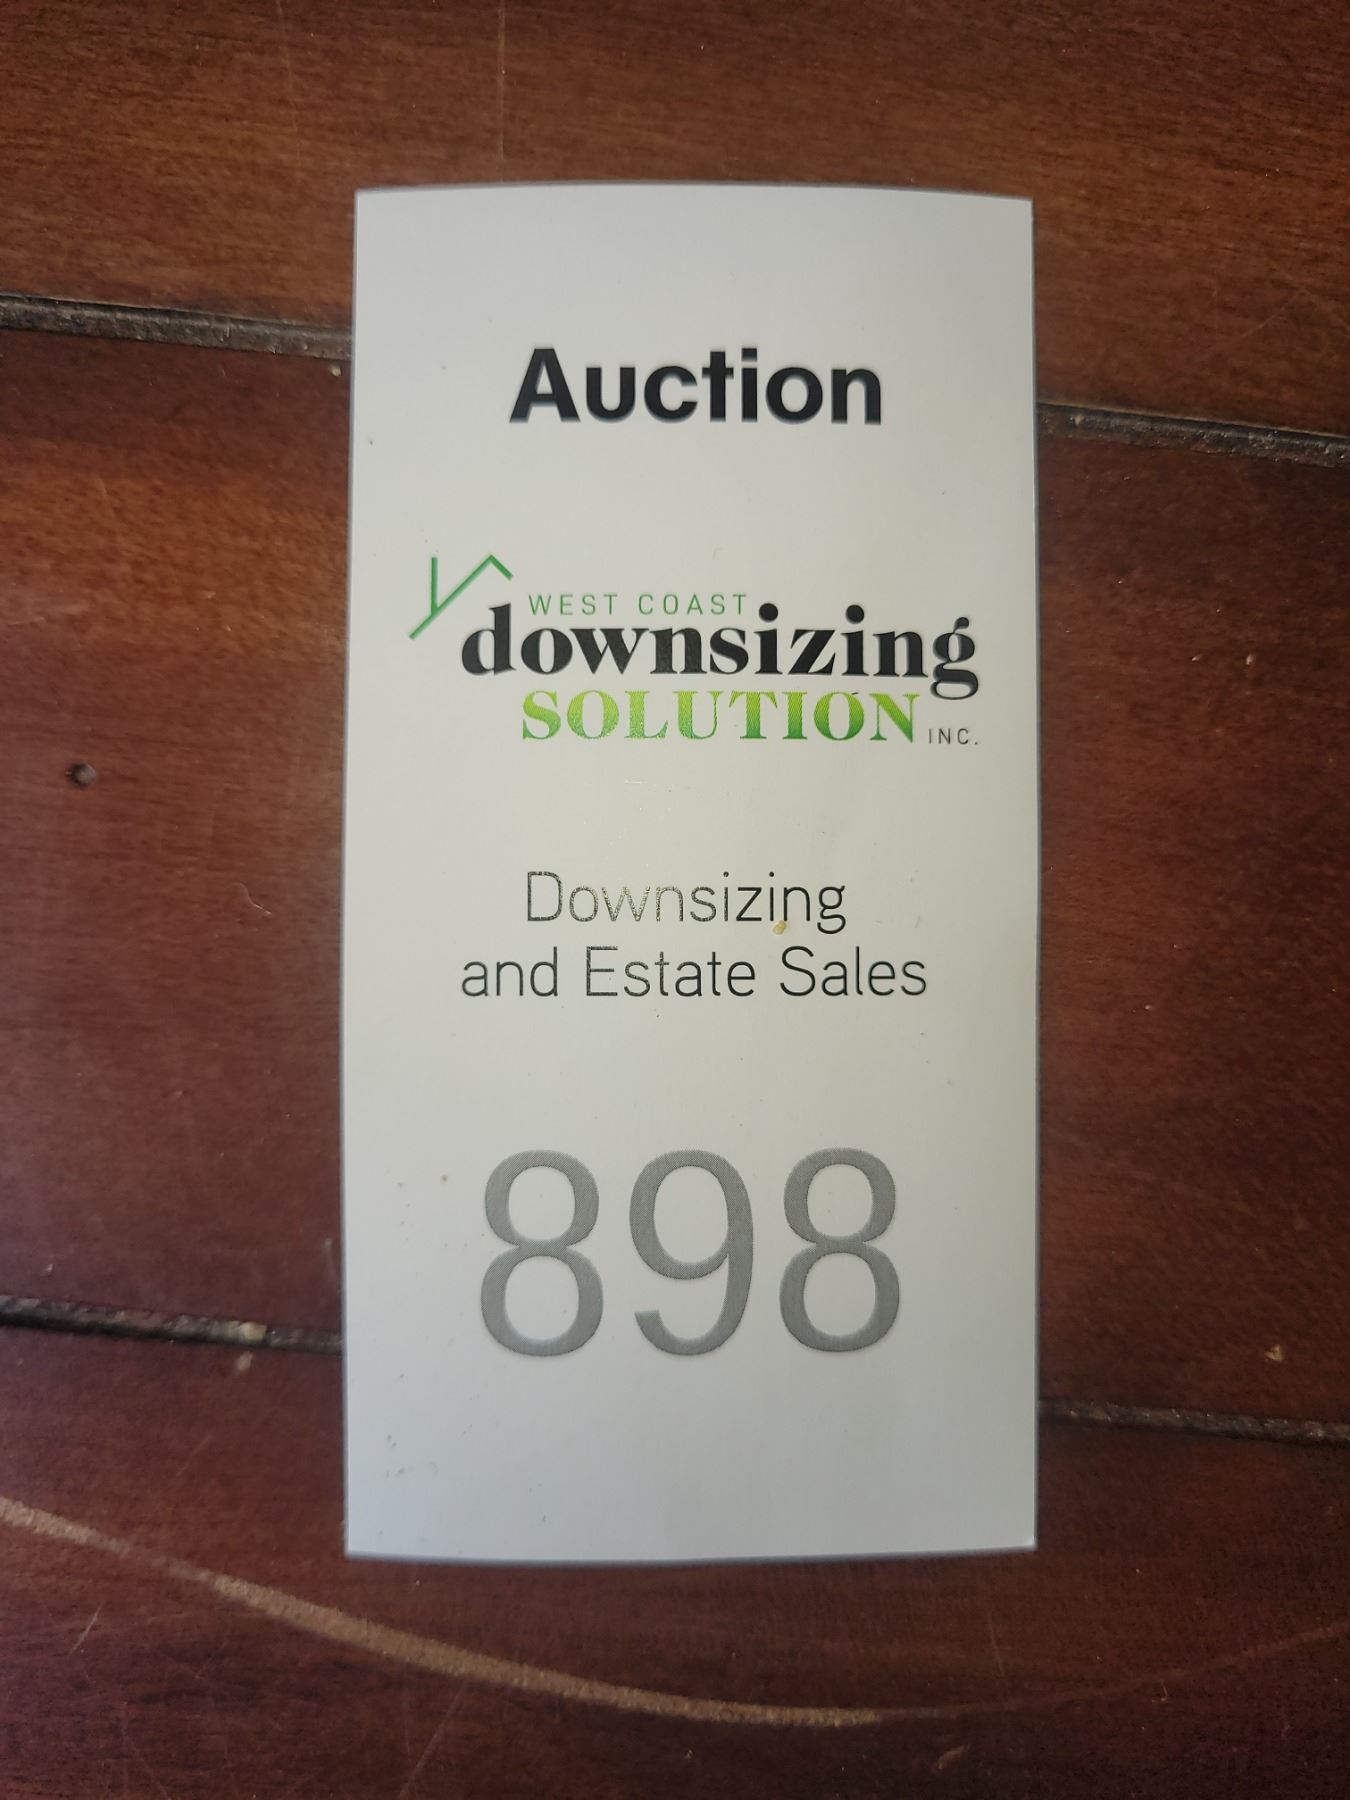 Auction
WEST COAST
downsizing
SOLUTION INC.
Downsizing
and Estate Sales
898